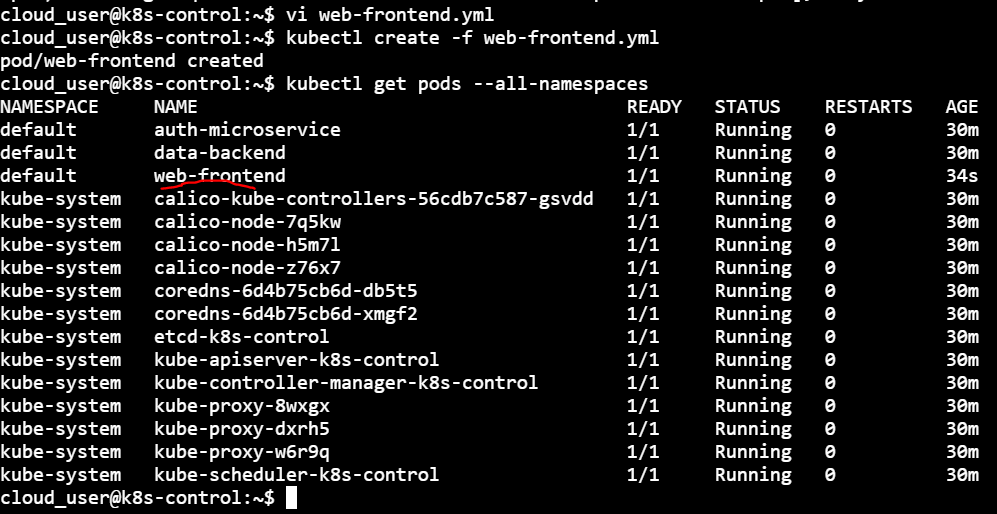 cloud_user@k8s-control:~$ vi web-frontend.yml
cloud_user@k8s-control:~$ kubectl create -f web-frontend.yml
pod/web-frontend created
cloud_user@k8s-control:~$ kubectl get pods --all-namespaces
NAMESPACE NAME READY STATUS RESTARTS AGE
default auth-microservice 1/1 Running 0 30m
default data-backend 1/1 Running 0 30m
default web-frontend 1/1 Running 0 34s
kube-system calico-kube-controllers-56cdb7c587-gsvdd 1/1 Running 0 30m
kube-system calico-node-7q5kw 1/1 Running 0 30m
kube-system calico-node-h5m7l 1/1 Running 0 30m
kube-system calico-node-z76x7 1/1 Running 0 30m
kube-system coredns-6d4b75cb6d-db5t5 1/1 Running 0 30m
kube-system coredns-6d4b75cb6d-xmgf2 1/1 Running 0 30m
kube-system etcd-k8s-control 1/1 Running 0 30m
kube-system kube-apiserver-k8s-control 1/1 Running 0 30m
kube-system kube-controller-manager-k8s-control 1/1 Running 0 30m
kube-system kube-proxy-8wxgx 1/1 Running 0 30m
kube-system kube-proxy-dxrh5 1/1 Running 0 30m
kube-system kube-proxy-w6r9q 1/1 Running 0 30m
kube-system kube-scheduler-k8s-control 1/1 Running 0 30m
cloud_user@k8s-control:~$